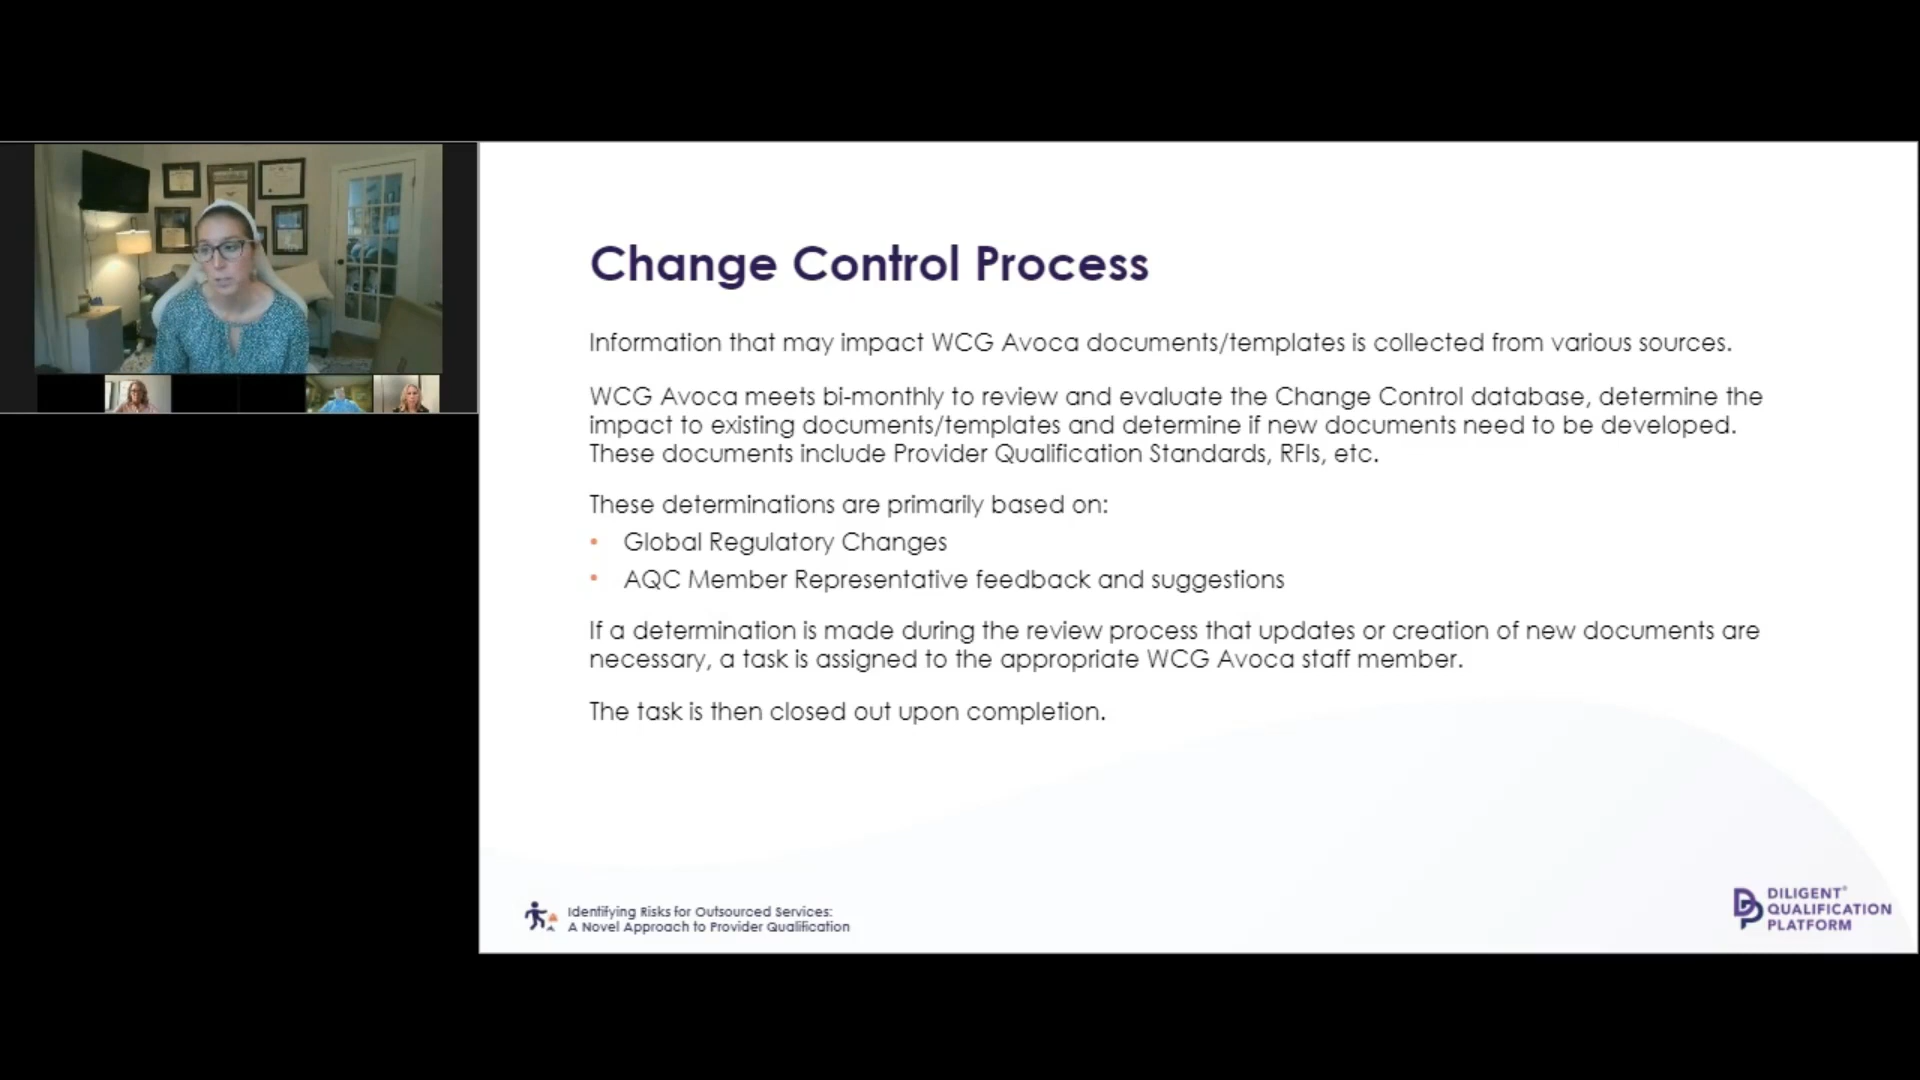 Change Control Process
Information that may impact WCG Avoca documents/templates is collected from various sources.
WCG Avoca meets bi-monthly to review and evaluate the Change Control database, determine the
impact to existing documents/templates and determine if new documents need to be developed.
These documents include Provider Qualification Standards, RFIs, etc.
These determinations are primarily based on:
• Global Regulatory Changes
• AQC Member Representative feedback and suggestions
If a determination is made during the review process that updates or creation of new documents are
necessary, a task is assigned to the appropriate WCG Avoca staff member.
The task is then closed out upon completion.
Identifying Risks for Outsourced Services:
A Novel Approach to Provider Qualification
DILIGENT®
QUALIFICATION
PLATFORM